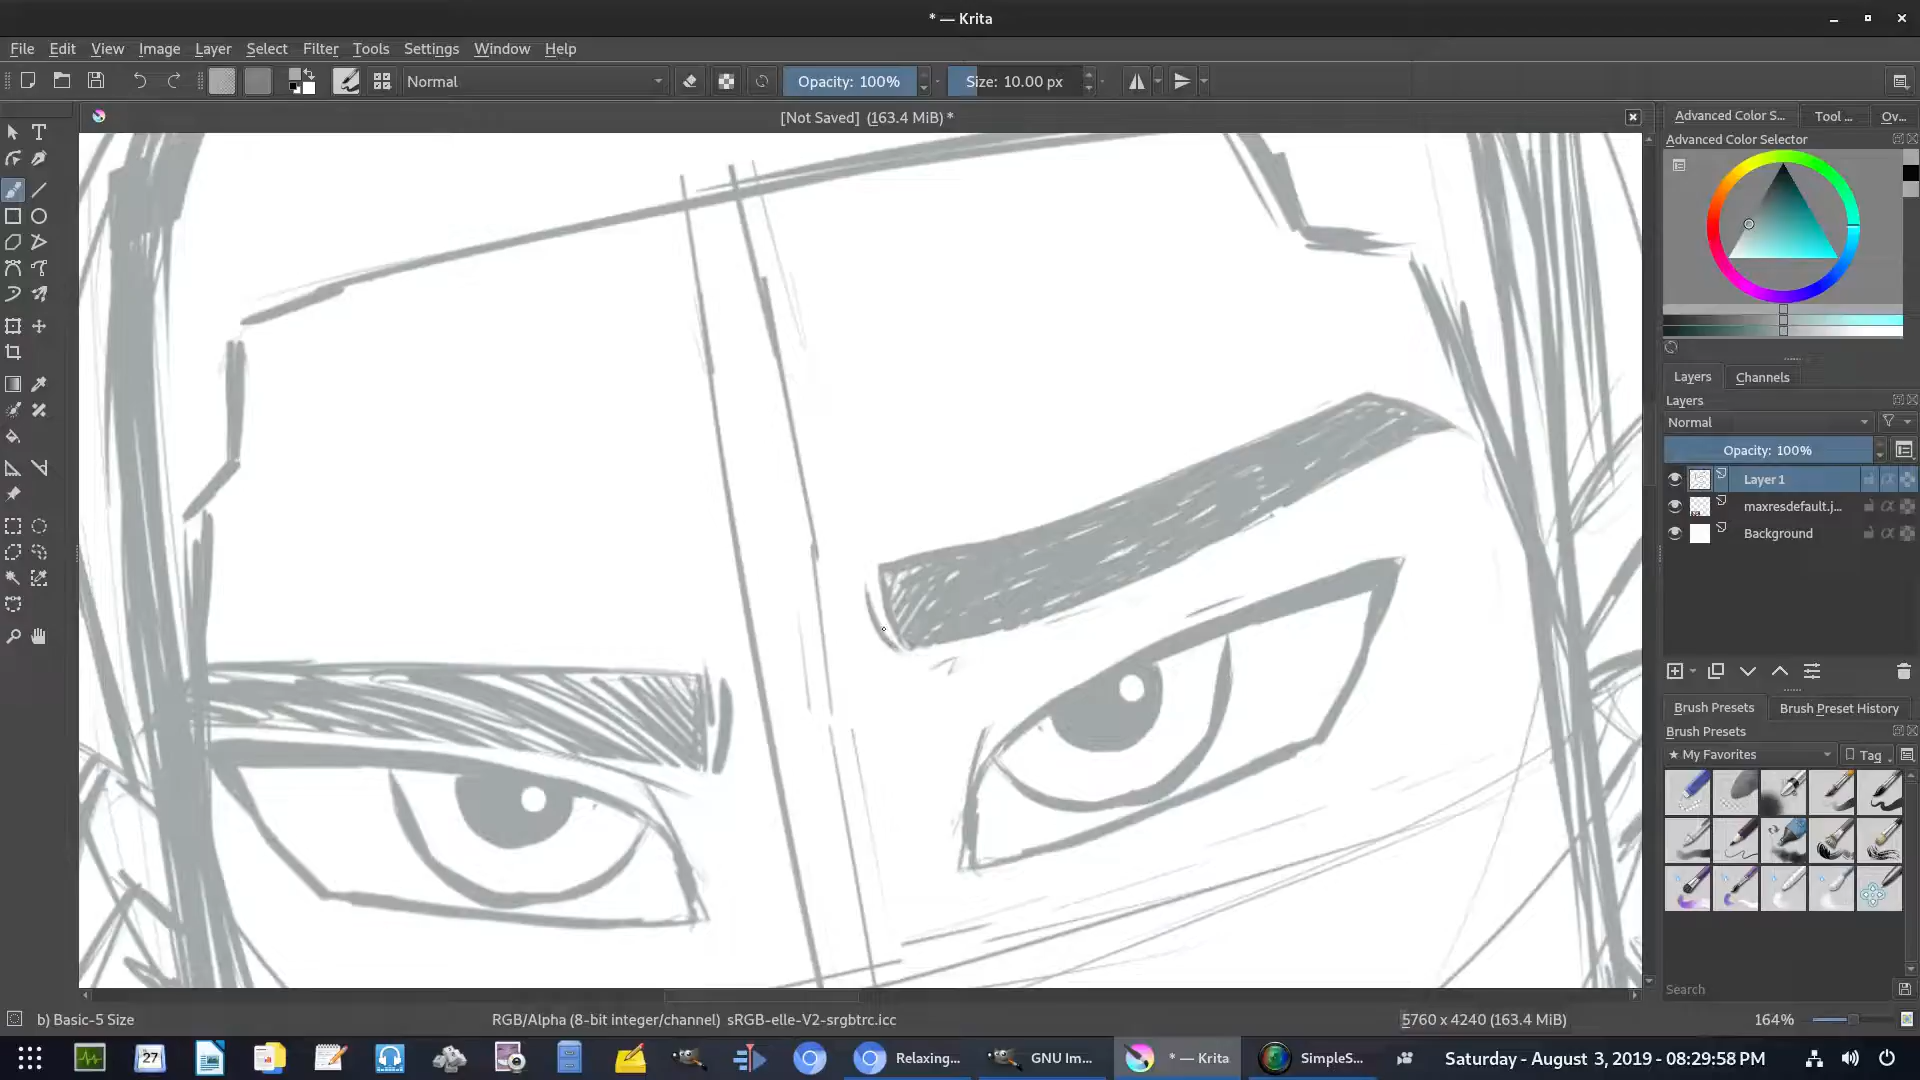 * — Krita
File Edit View Image Layer Select Filter Tools Settings Window Help
Normal Opacity: 100% Size: 10.00 px
[Not Saved] (163.4 MiB) *
Advanced Color S... Tool ... Ov...
Advanced Color Selector
Layers Channels
Layers
Normal
Opacity: 100%
Layer 1
maxresdefault.j...
Background
Brush Presets Brush Preset History
Brush Presets
★ My Favorites Tag
Search
b) Basic-5 Size RGB/Alpha (8-bit integer/channel) sRGB-elle-V2-srgbtrc.icc 5760 x 4240 (163.4 MiB) 164%
27 Relaxing... GNU Im... * — Krita SimpleS... Saturday - August 3, 2019 - 08:29:58 PM